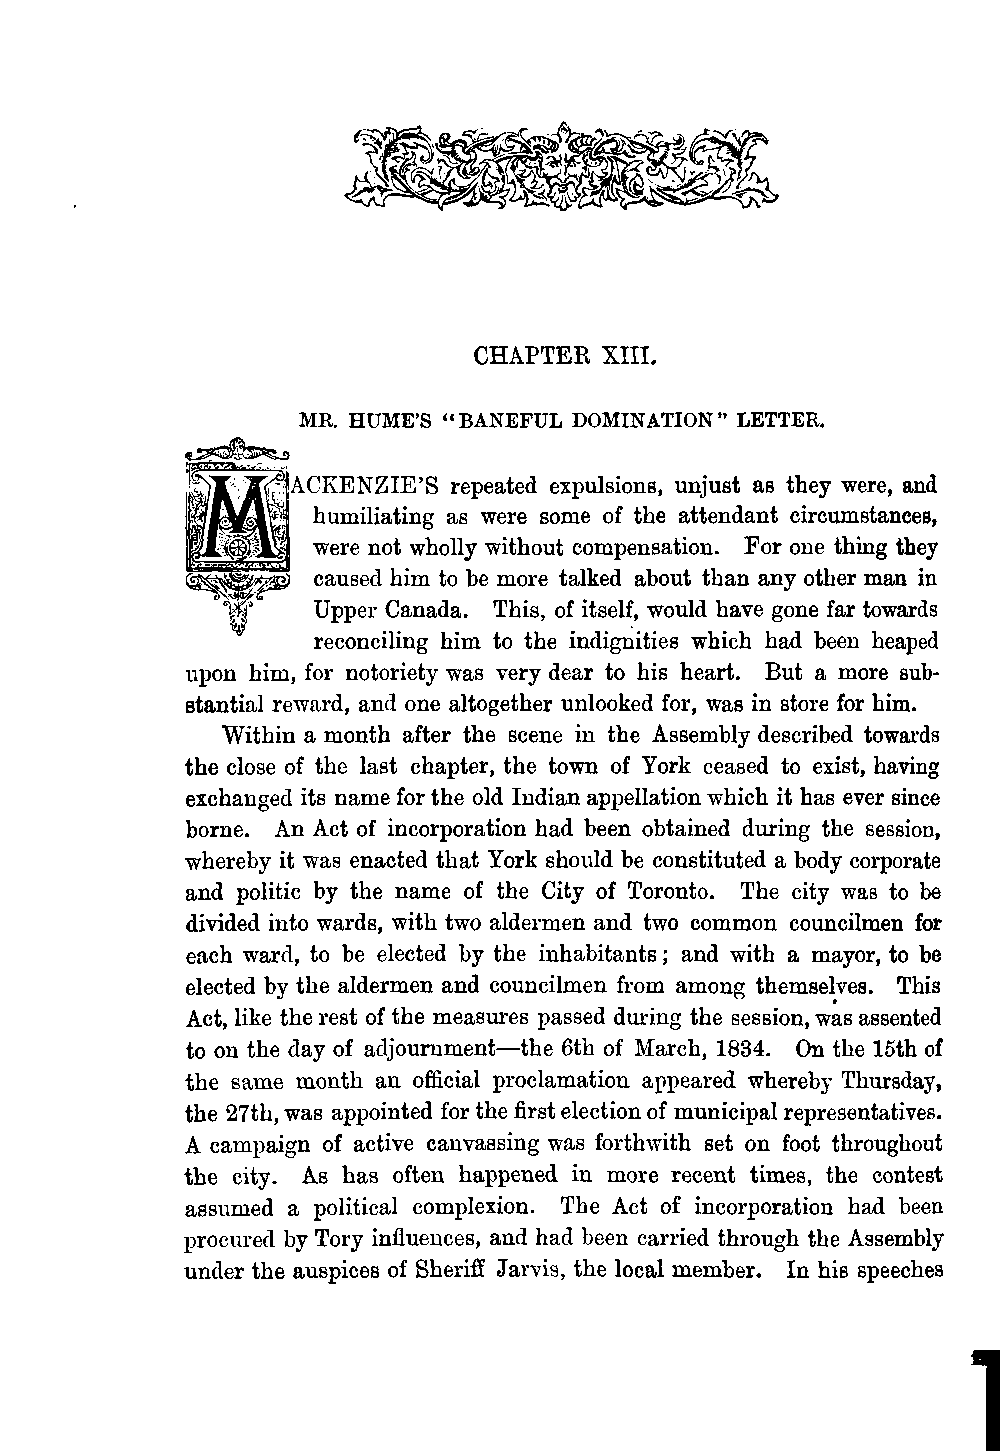 CHAPTER XIII.
MR. HUME'S "BANEFUL DOMINATION" LETTER.
MACKENZIE'S repeated expulsions, unjust as they were, and
humiliating as were some of the attendant circumstances,
were not wholly without compensation. For one thing they
caused him to be more talked about than any other man in
Upper Canada. This, of itself, would have gone far towards
reconciling him to the indignities which had been heaped
upon him, for notoriety was very dear to his heart. But a more sub-
stantial reward, and one altogether unlooked for, was in store for him.
Within a month after the scene in the Assembly described towards
the close of the last chapter, the town of York ceased to exist, having
exchanged its name for the old Indian appellation which it has ever since
borne. An Act of incorporation had been obtained during the session,
whereby it was enacted that York should be constituted a body corporate
and politic by the name of the City of Toronto. The city was to be
divided into wards, with two aldermen and two common councilmen for
each ward, to be elected by the inhabitants; and with a mayor, to be
elected by the aldermen and councilmen from among themselves. This
Act, like the rest of the measures passed during the session, was assented
to on the day of adjournment—the 6th of March, 1834. On the 15th of
the same month an official proclamation appeared whereby Thursday,
the 27th, was appointed for the first election of municipal representatives.
A campaign of active canvassing was forthwith set on foot throughout
the city. As has often happened in more recent times, the contest
assumed a political complexion. The Act of incorporation had been
procured by Tory influences, and had been carried through the Assembly
under the auspices of Sheriff Jarvis, the local member. In his speeches